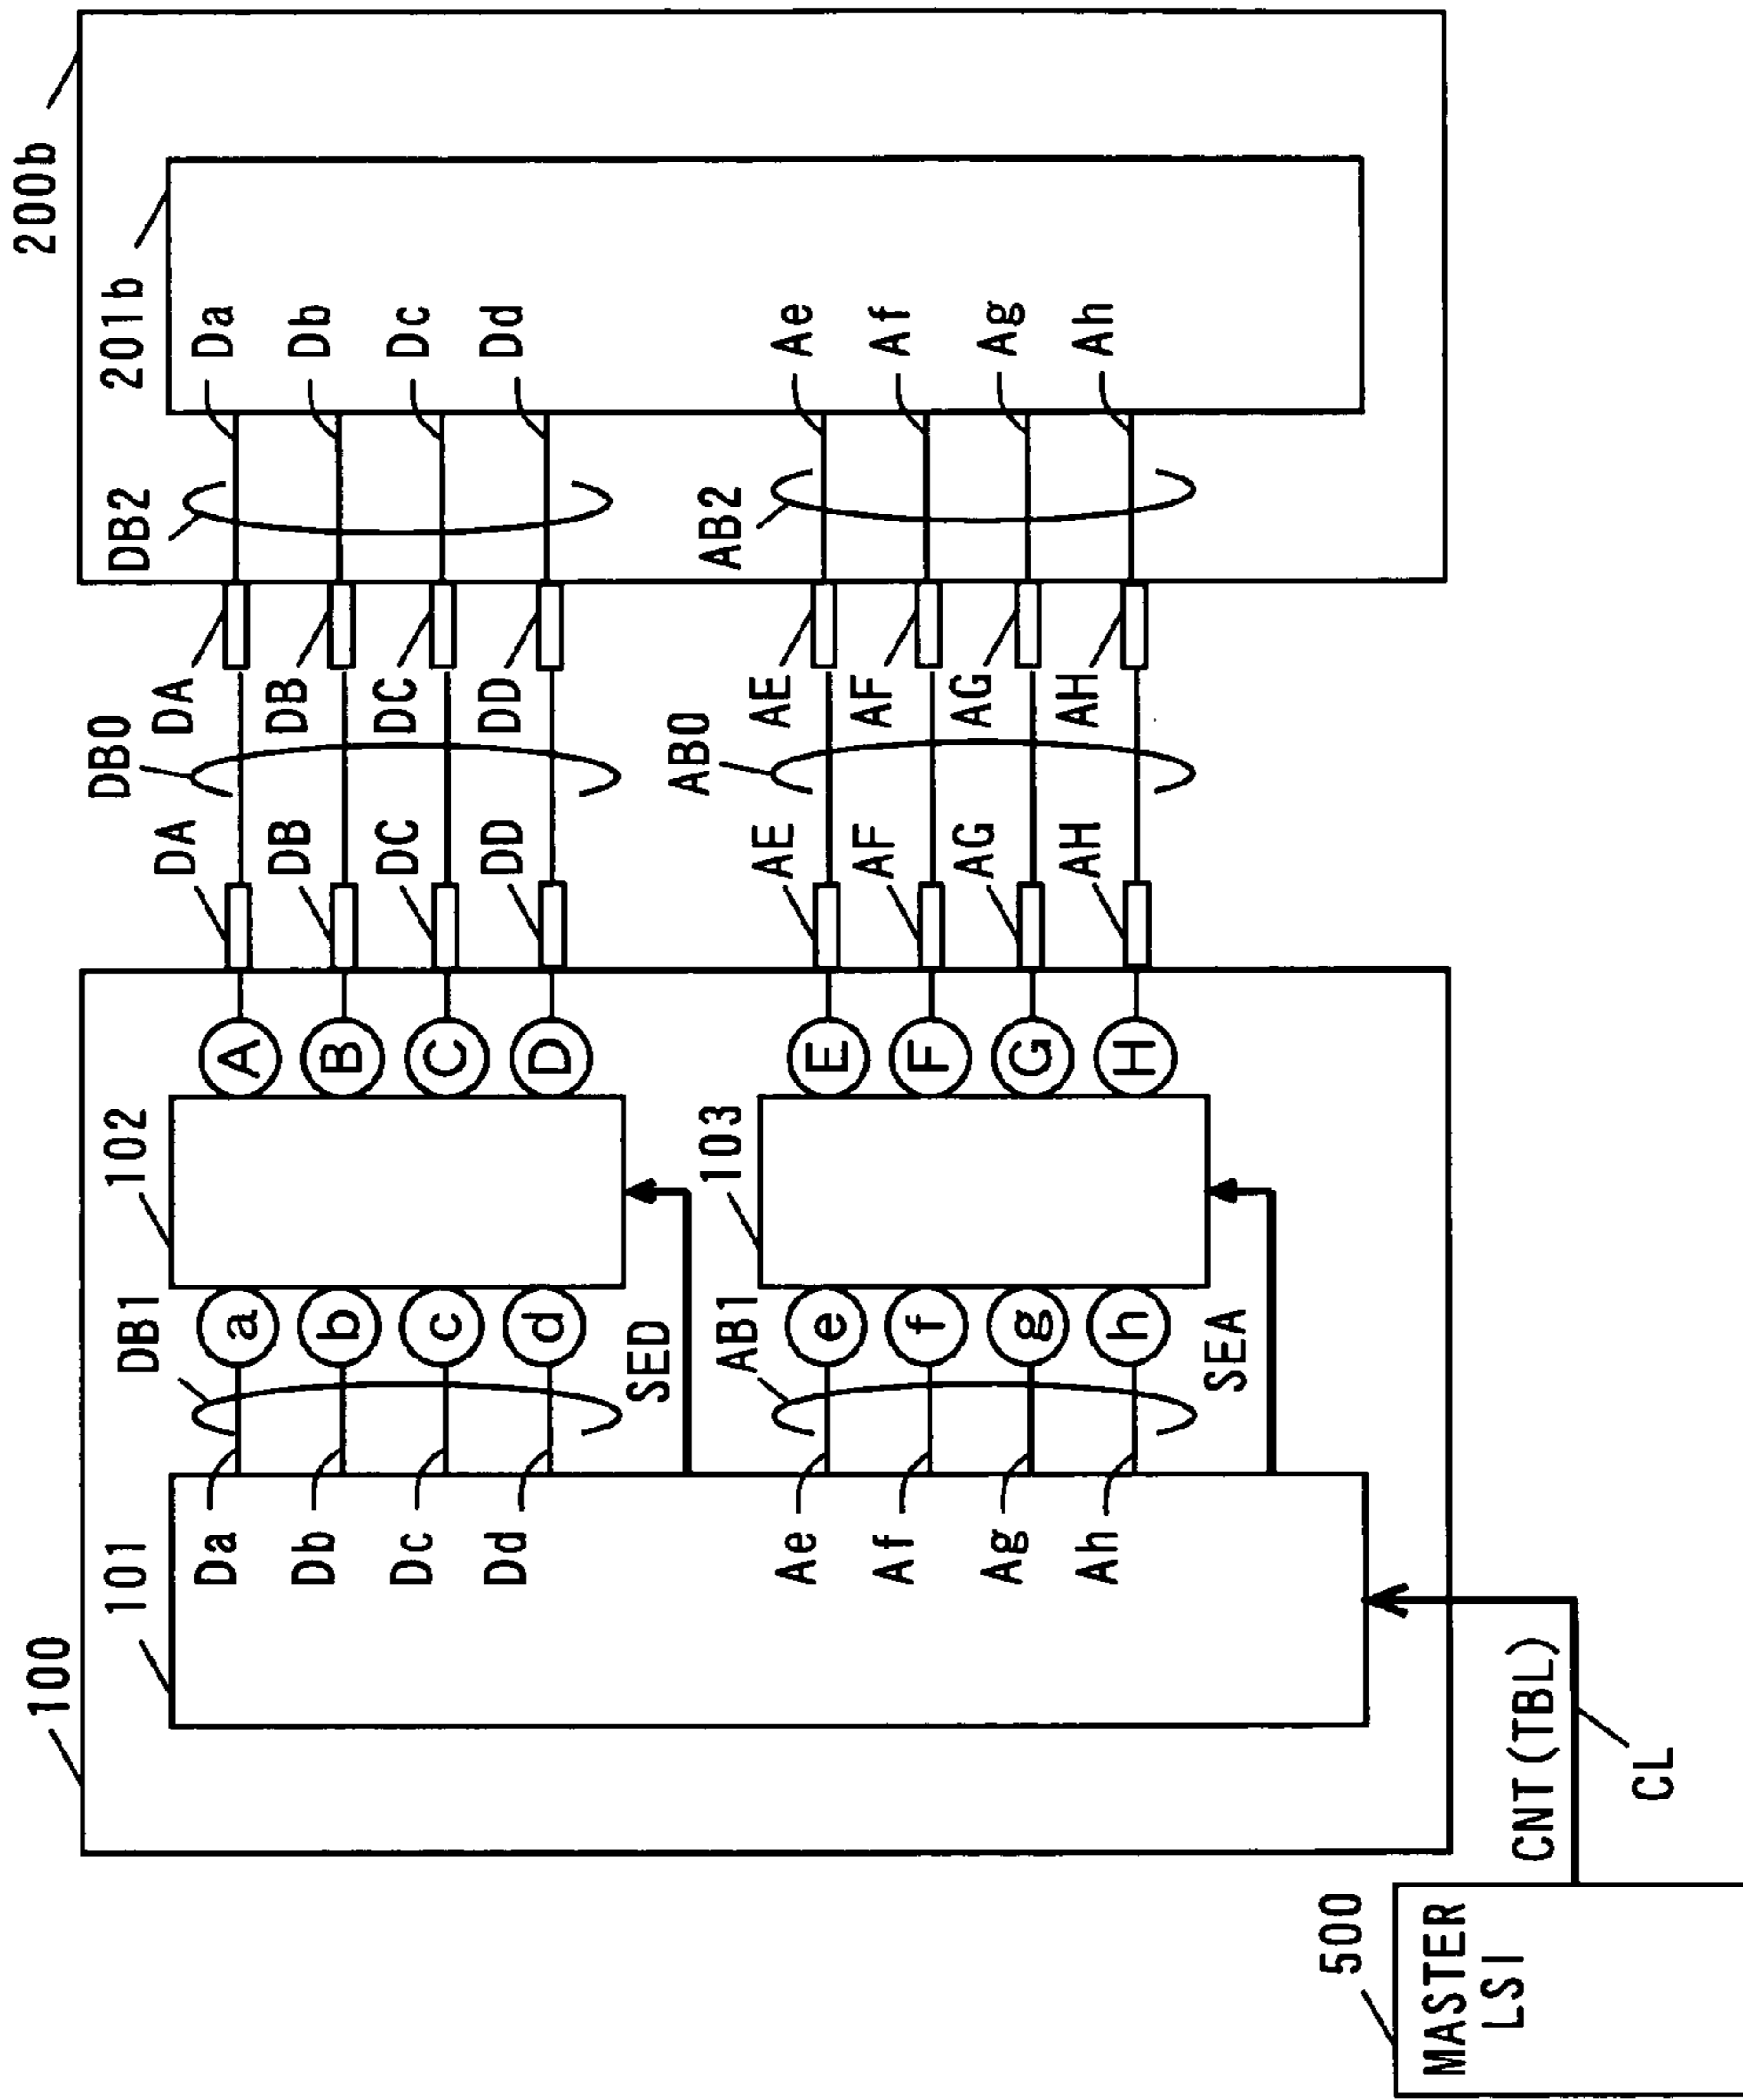 100
101
102
103
200b
201b
500
MASTER
LSI
CNT(TBL)
CL
Da
Db
Dc
Dd
Ae
Af
Ag
Ah
DB1
AB1
SED
SEA
a
b
c
d
e
f
g
h
A
B
C
D
E
F
G
H
DA
DB
DC
DD
AE
AF
AG
AH
DB0
AB0
DA
DB
DC
DD
AE
AF
AG
AH
DB2
AB2
Da
Db
Dc
Dd
Ae
Af
Ag
Ah